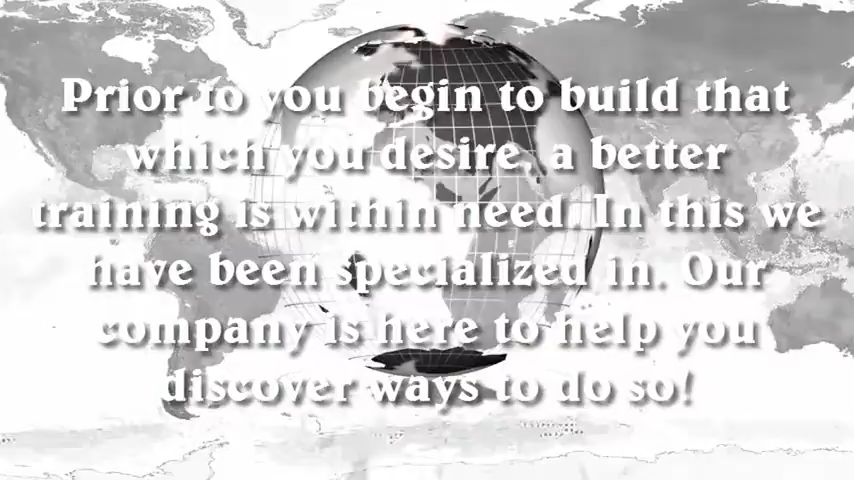 Prior to you begin to build that
which you desire, a better
training is within need. In this we
have been specialized in. Our
company is here to help you
discover ways to do so!